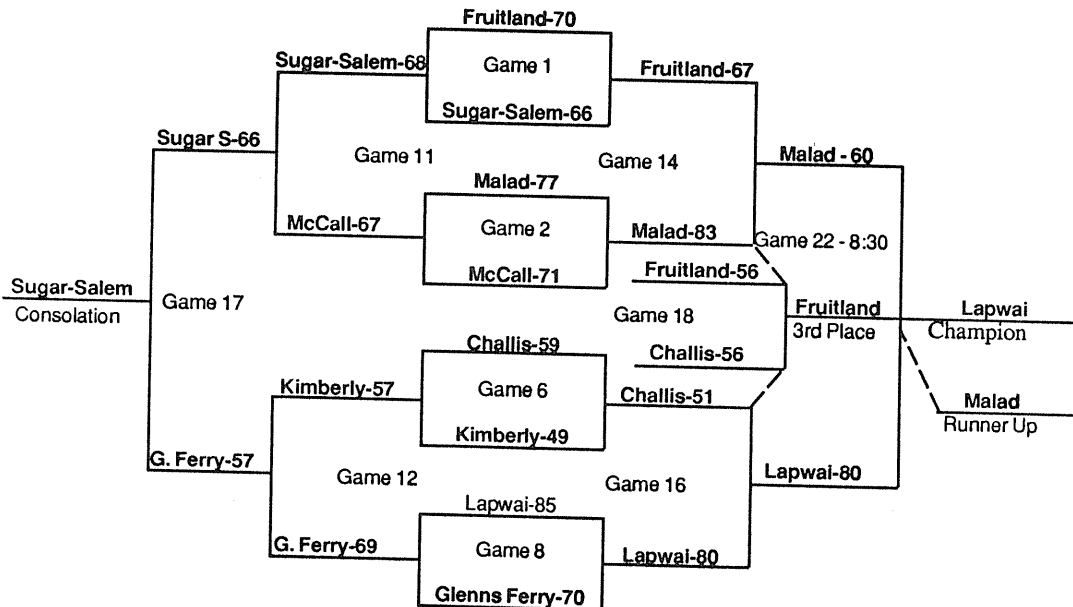 Fruitland-70
Sugar-Salem-68
Game 1
Fruitland-67
Sugar-Salem-66
Sugar S-66
Game 11
Game 14
Malad - 60
Malad-77
McCall-67
Game 2
Malad-83
Game 22 - 8:30
McCall-71
Fruitland-56
Sugar-Salem
Consolation
Game 17
Game 18
Fruitland
3rd Place
Lapwai
Champion
Challis-59
Challis-56
Kimberly-57
Game 6
Challis-51
Malad
Runner Up
Kimberly-49
G. Ferry-57
Game 12
Game 16
Lapwai-80
Lapwai-85
G. Ferry-69
Game 8
Lapwai-80
Glenns Ferry-70